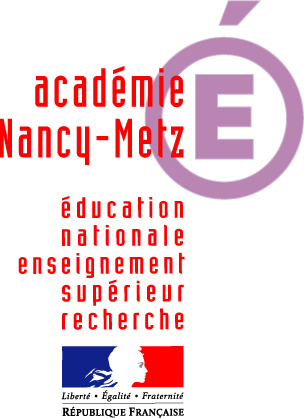 académie
Nancy-Metz
É
éducation
nationale
enseignement
supérieur
recherche
Liberté • Égalité • Fraternité
RÉPUBLIQUE FRANÇAISE